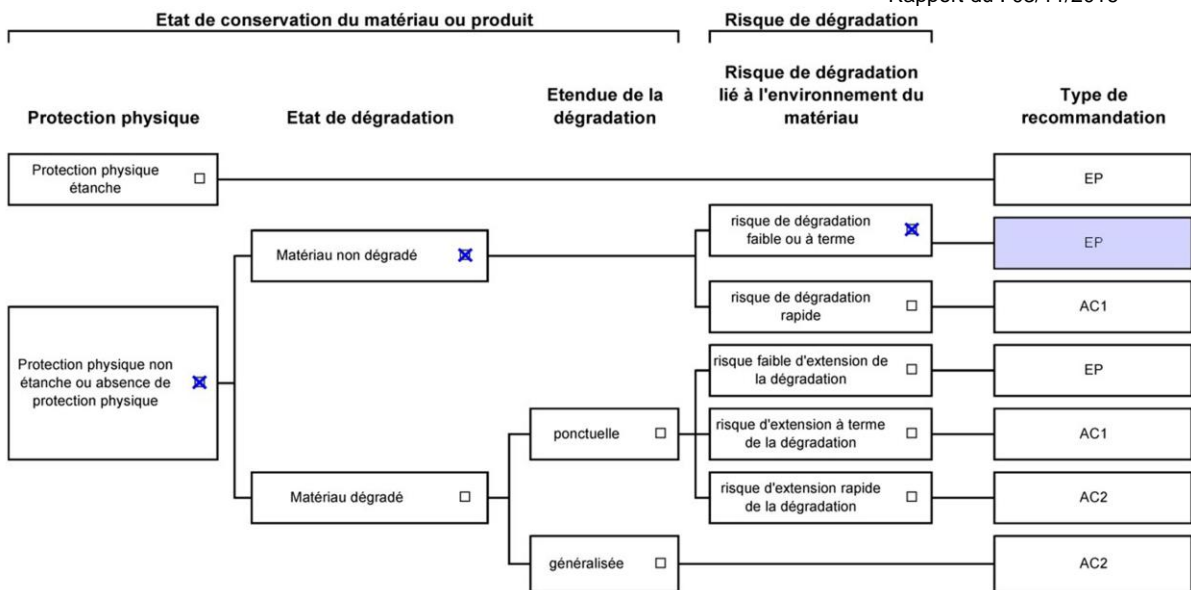 Etat de conservation du matériau ou produit
Risque de dégradation
Protection physique
Etat de dégradation
Etendue de la
dégradation
Risque de dégradation
lié à l'environnement du
matériau
Type de
recommandation
Protection physique
étanche
EP
Protection physique non
étanche ou absence de
protection physique
Matériau non dégradé
risque de dégradation
faible ou à terme
EP
risque de dégradation
rapide
AC1
Matériau dégradé
ponctuelle
risque faible d'extension de
la dégradation
EP
risque d'extension à terme
de la dégradation
AC1
risque d'extension rapide
de la dégradation
AC2
généralisée
AC2